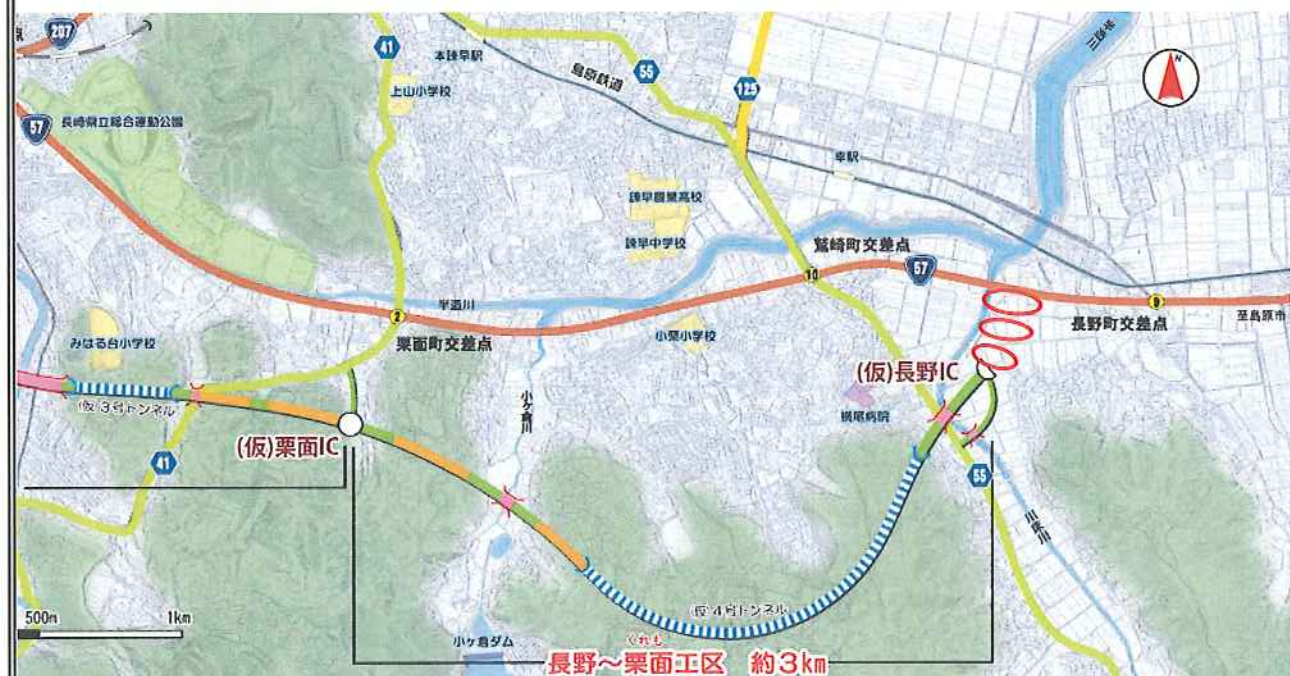 207
41
本諫早駅
島原鉄道
55
125
上山小学校
57
長崎県立総合運動公園
幸駅
諫早農業高校
諫早中学校
鷲崎町交差点
57
10
半造川
2
栗面町交差点
小栗小学校
9
長野町交差点
至島原市
みはる台小学校
(仮)長野IC
(仮)3号トンネル
小ヶ倉川
(仮)栗面IC
41
55
川床川
500m
1km
(仮)4号トンネル
小ヶ倉ダム
くれも
長野～栗面工区 約3km
N